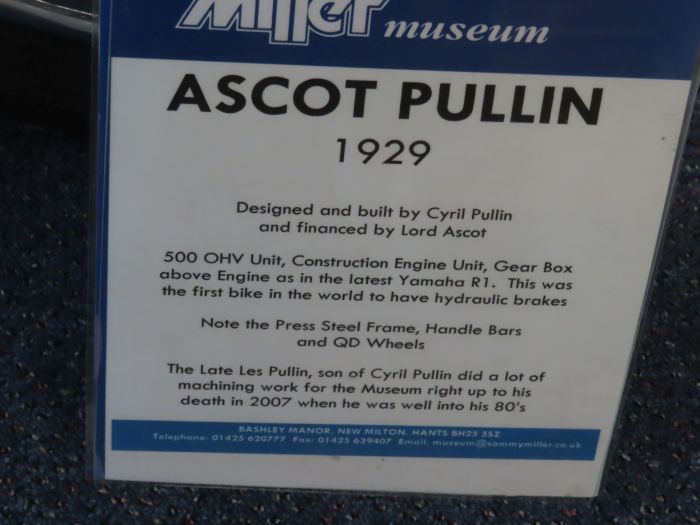 Miller museum
ASCOT PULLIN
1929
Designed and built by Cyril Pullin
and financed by Lord Ascot
500 OHV Unit, Construction Engine Unit, Gear Box
above Engine as in the latest Yamaha R1. This was
the first bike in the world to have hydraulic brakes
Note the Press Steel Frame, Handle Bars
and QD Wheels
The Late Les Pullin, son of Cyril Pullin did a lot of
machining work for the Museum right up to his
death in 2007 when he was well into his 80's
BASHLEY MANOR, NEW MILTON, HANTS BH25 5SZ
Telephone: 01425 620777 Fax: 01425 639407 Email: museum@sammymiller.co.uk